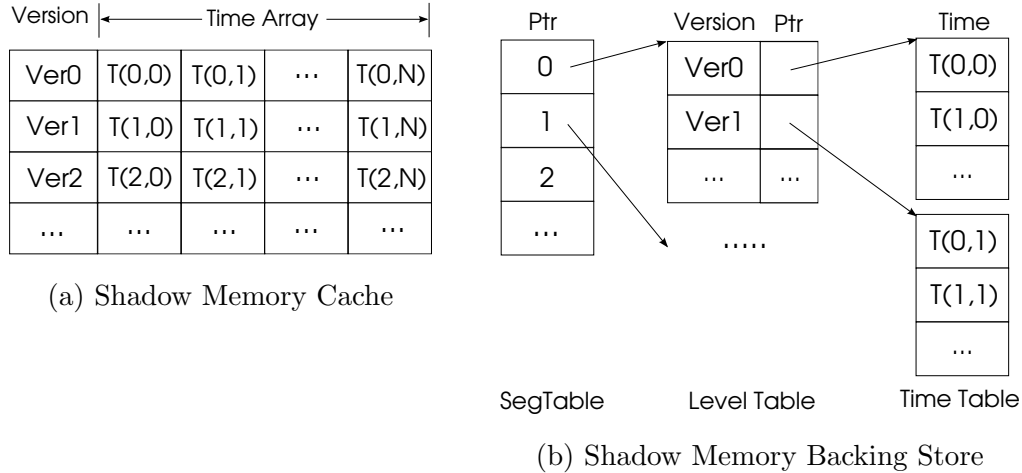 Version Time Array
Ver0 T(0,0) T(0,1) ... T(0,N)
Ver1 T(1,0) T(1,1) ... T(1,N)
Ver2 T(2,0) T(2,1) ... T(2,N)
... ... ... ... ...
(a) Shadow Memory Cache
Ptr
0
1
2
...
SegTable
Version Ptr
Ver0
Ver1
... ...
.....
Level Table
Time
T(0,0)
T(1,0)
...
T(0,1)
T(1,1)
...
Time Table
(b) Shadow Memory Backing Store